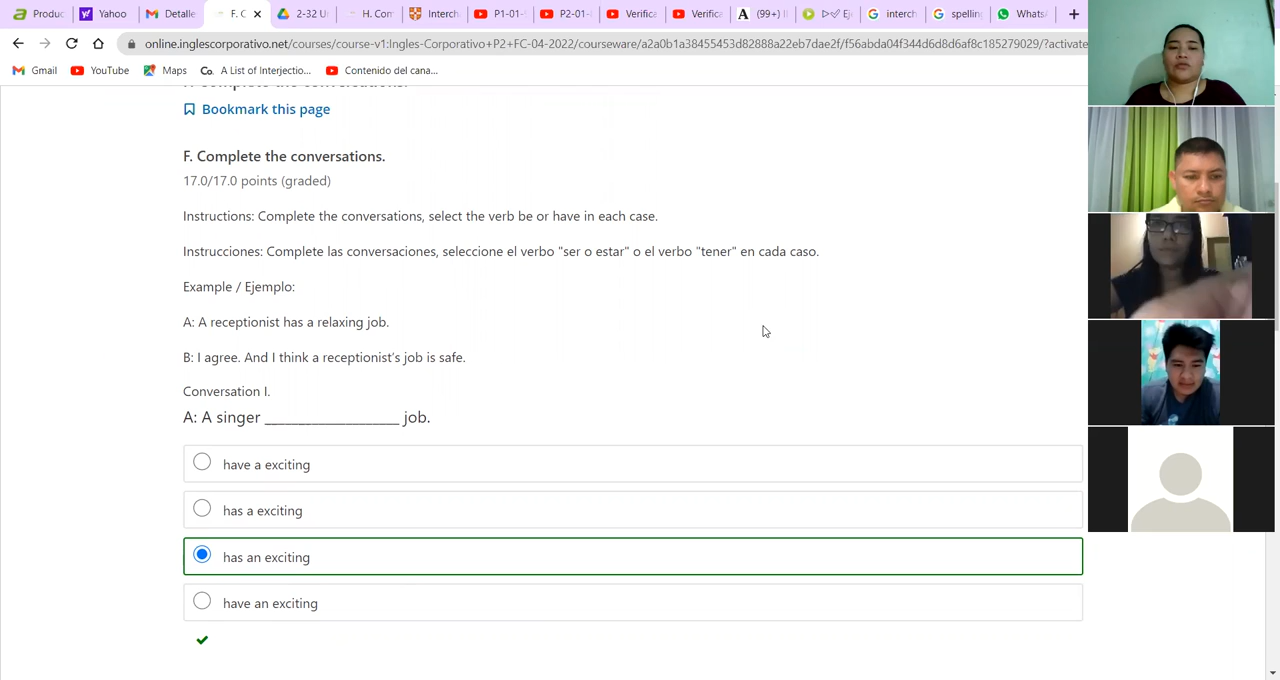 Produc
Yahoo
Detalle
F. C
2-32 U
H. Com
Interch
P1-01-
P2-01-
Verifica
Verifica
(99+)
interch
spelling
WhatsA
online.inglescorporativo.net/courses/course-v1:Ingles-Corporativo+P2+FC-04-2022/courseware/a2a0b1a38455453d82888a22eb7dae2f/f56abda04f344d6d8d6af8c185279029/?activate
Gmail
YouTube
Maps
Co. A List of Interjectio...
Contenido del cana...
Bookmark this page
F. Complete the conversations.
17.0/17.0 points (graded)
Instructions: Complete the conversations, select the verb be or have in each case.
Instrucciones: Complete las conversaciones, seleccione el verbo "ser o estar" o el verbo "tener" en cada caso.
Example / Ejemplo:
A: A receptionist has a relaxing job.
B: I agree. And I think a receptionist's job is safe.
Conversation I.
A: A singer ___________________ job.
have a exciting
has a exciting
has an exciting
have an exciting